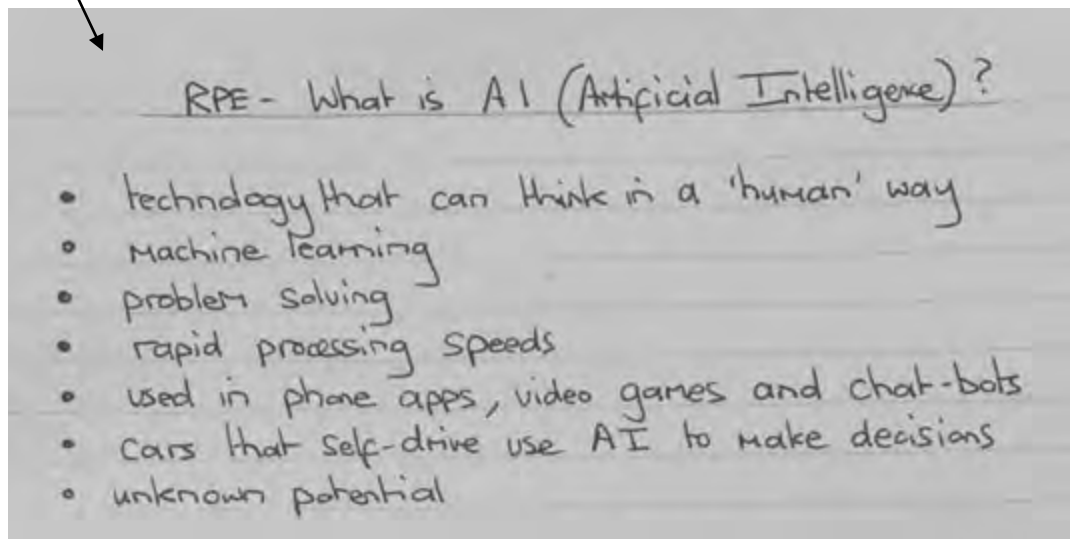 RPE - What is AI (Artificial Intelligence)?
• technology that can think in a 'human' way
• Machine learning
• problem solving
• rapid processing speeds
• used in phone apps, video games and chat-bots
• cars that self-drive use AI to make decisions
• unknown potential